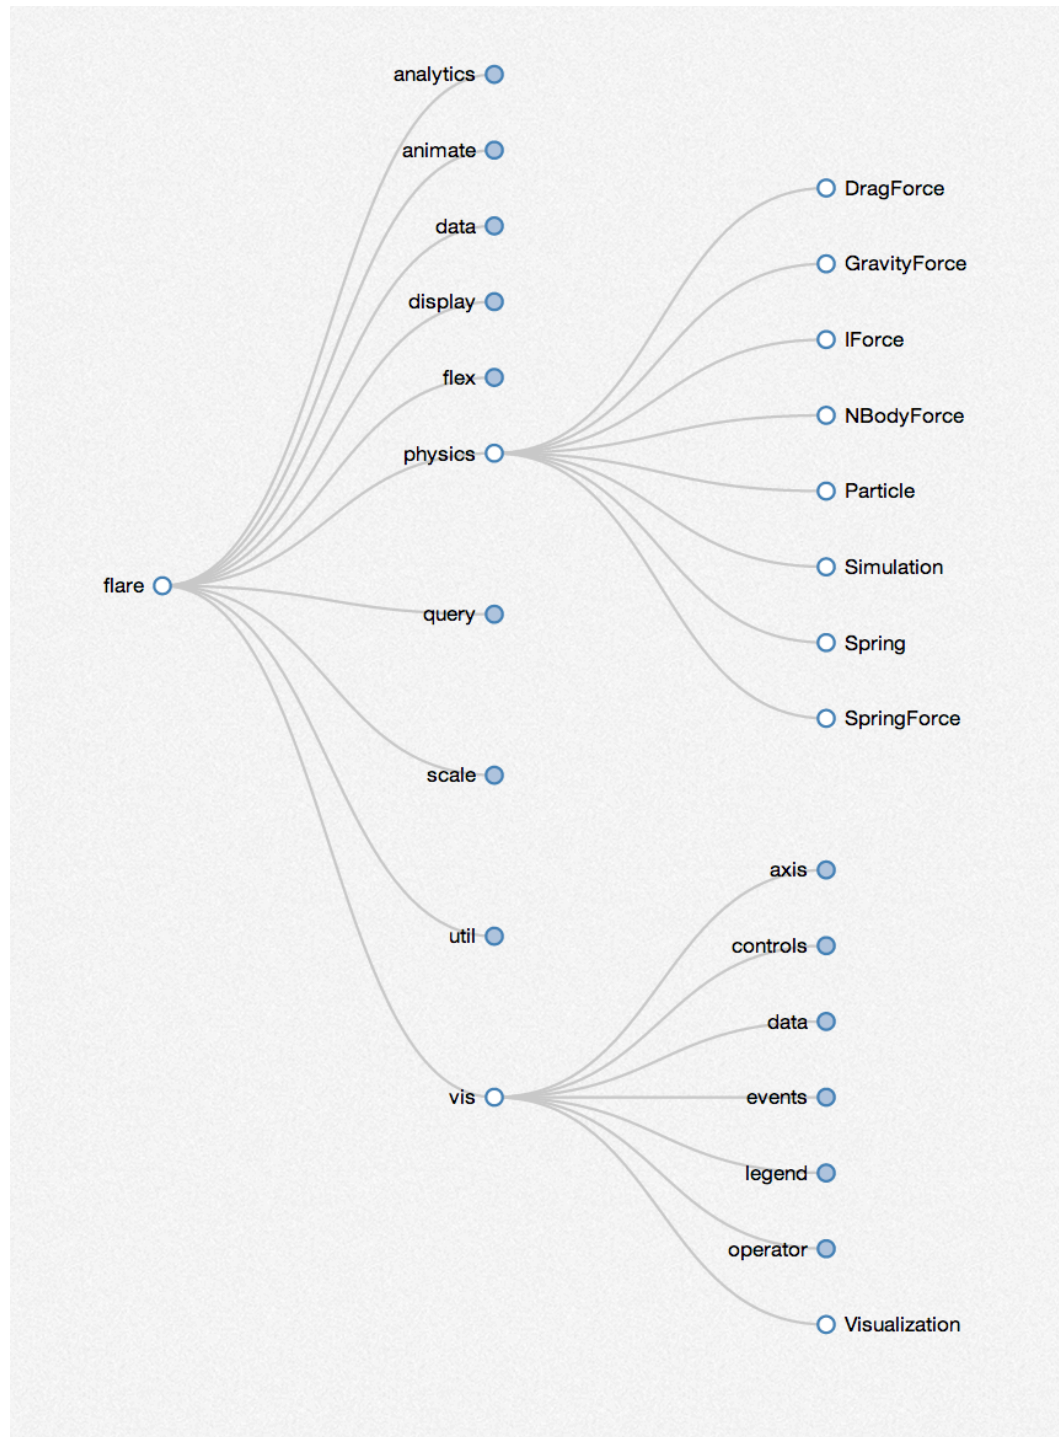 flare
analytics
animate
data
display
flex
physics
query
scale
util
vis
DragForce
GravityForce
IForce
NBodyForce
Particle
Simulation
Spring
SpringForce
axis
controls
data
events
legend
operator
Visualization